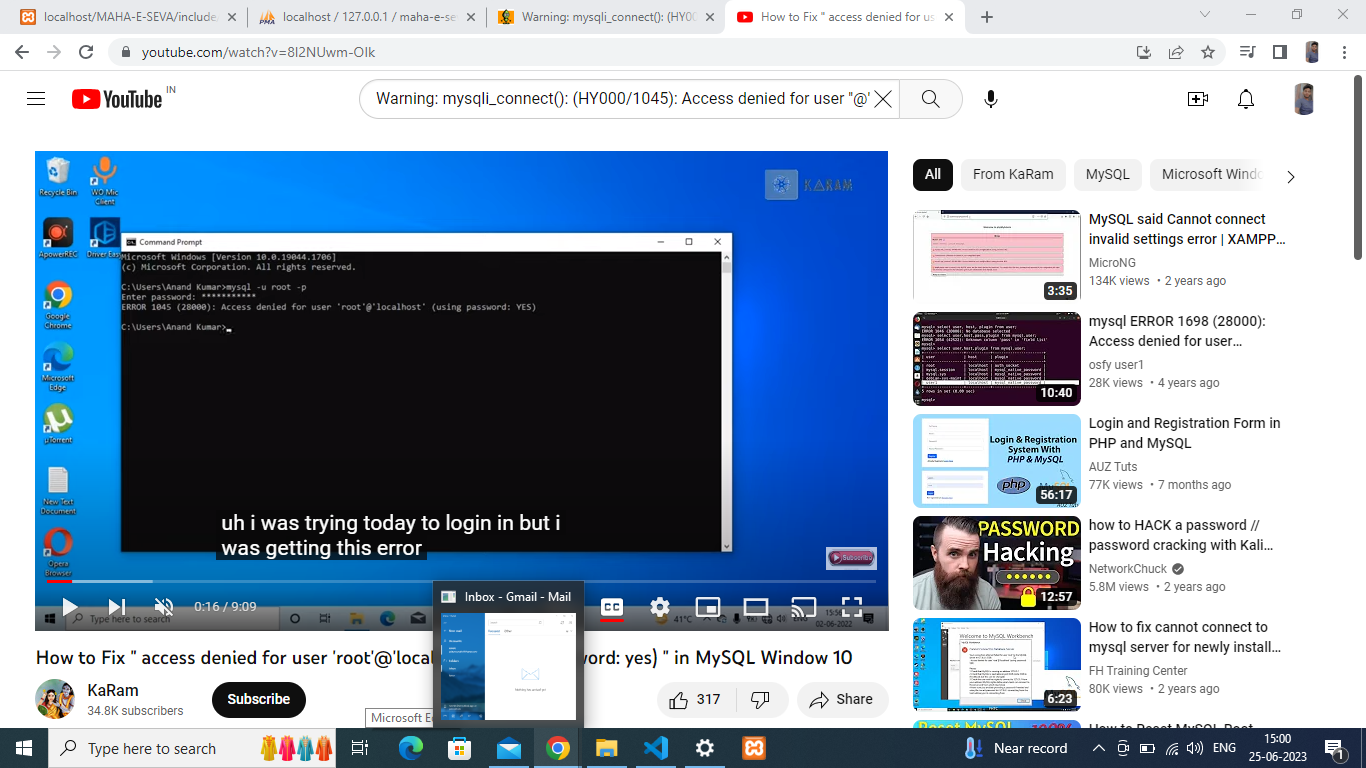 localhost/MAHA-E-SEVA/include
localhost / 127.0.0.1 / maha-e-se
Warning: mysqli_connect(): (HY00
How to Fix " access denied for us
youtube.com/watch?v=8I2NUwm-OIk
YouTube IN
Warning: mysqli_connect(): (HY000/1045): Access denied for user ''@'
Recycle Bin
WO Mic Client
KARAM
ApowerREC
Driver Easy
Google Chrome
Microsoft Edge
µTorrent
New Text Document
Opera Browser
Command Prompt
Microsoft Windows [Version 10.0.19044.1706]
(c) Microsoft Corporation. All rights reserved.
C:\Users\Anand Kumar>mysql -u root -p
Enter password: ***********
ERROR 1045 (28000): Access denied for user 'root'@'localhost' (using password: YES)
C:\Users\Anand Kumar>
uh i was trying today to login in but i
was getting this error
Subscribe
0:16 / 9:09
CC
Type here to search
41°C
02-06-2022
Inbox - Gmail - Mail
How to Fix " access denied for user 'root'@'local
word: yes) " in MySQL Window 10
KaRam
34.8K subscribers
Subscribe
317
Share
Microsoft E
All
From KaRam
MySQL
Microsoft Windo
MySQL said Cannot connect
invalid settings error | XAMPP...
MicroNG
134K views • 2 years ago
3:35
mysql ERROR 1698 (28000):
Access denied for user...
osfy user1
28K views • 4 years ago
10:40
Login and Registration Form in
PHP and MySQL
AUZ Tuts
77K views • 7 months ago
Login & Registration
System With
PHP & MySQL
php
56:17
how to HACK a password //
password cracking with Kali...
NetworkChuck
5.8M views • 2 years ago
PASSWORD
Hacking
12:57
How to fix cannot connect to
mysql server for newly install...
FH Training Center
80K views • 2 years ago
Welcome to MySQL Workbench
6:23
Type here to search
Near record
ENG
15:00
25-06-2023
1